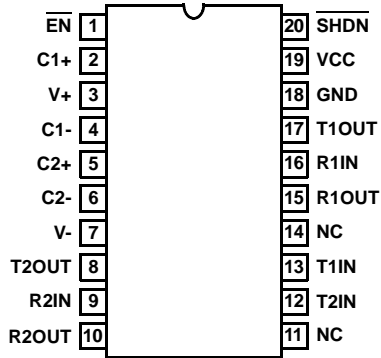 EN 1 20 SHDN
C1+ 2 19 VCC
V+ 3 18 GND
C1- 4 17 T1OUT
C2+ 5 16 R1IN
C2- 6 15 R1OUT
V- 7 14 NC
T2OUT 8 13 T1IN
R2IN 9 12 T2IN
R2OUT 10 11 NC